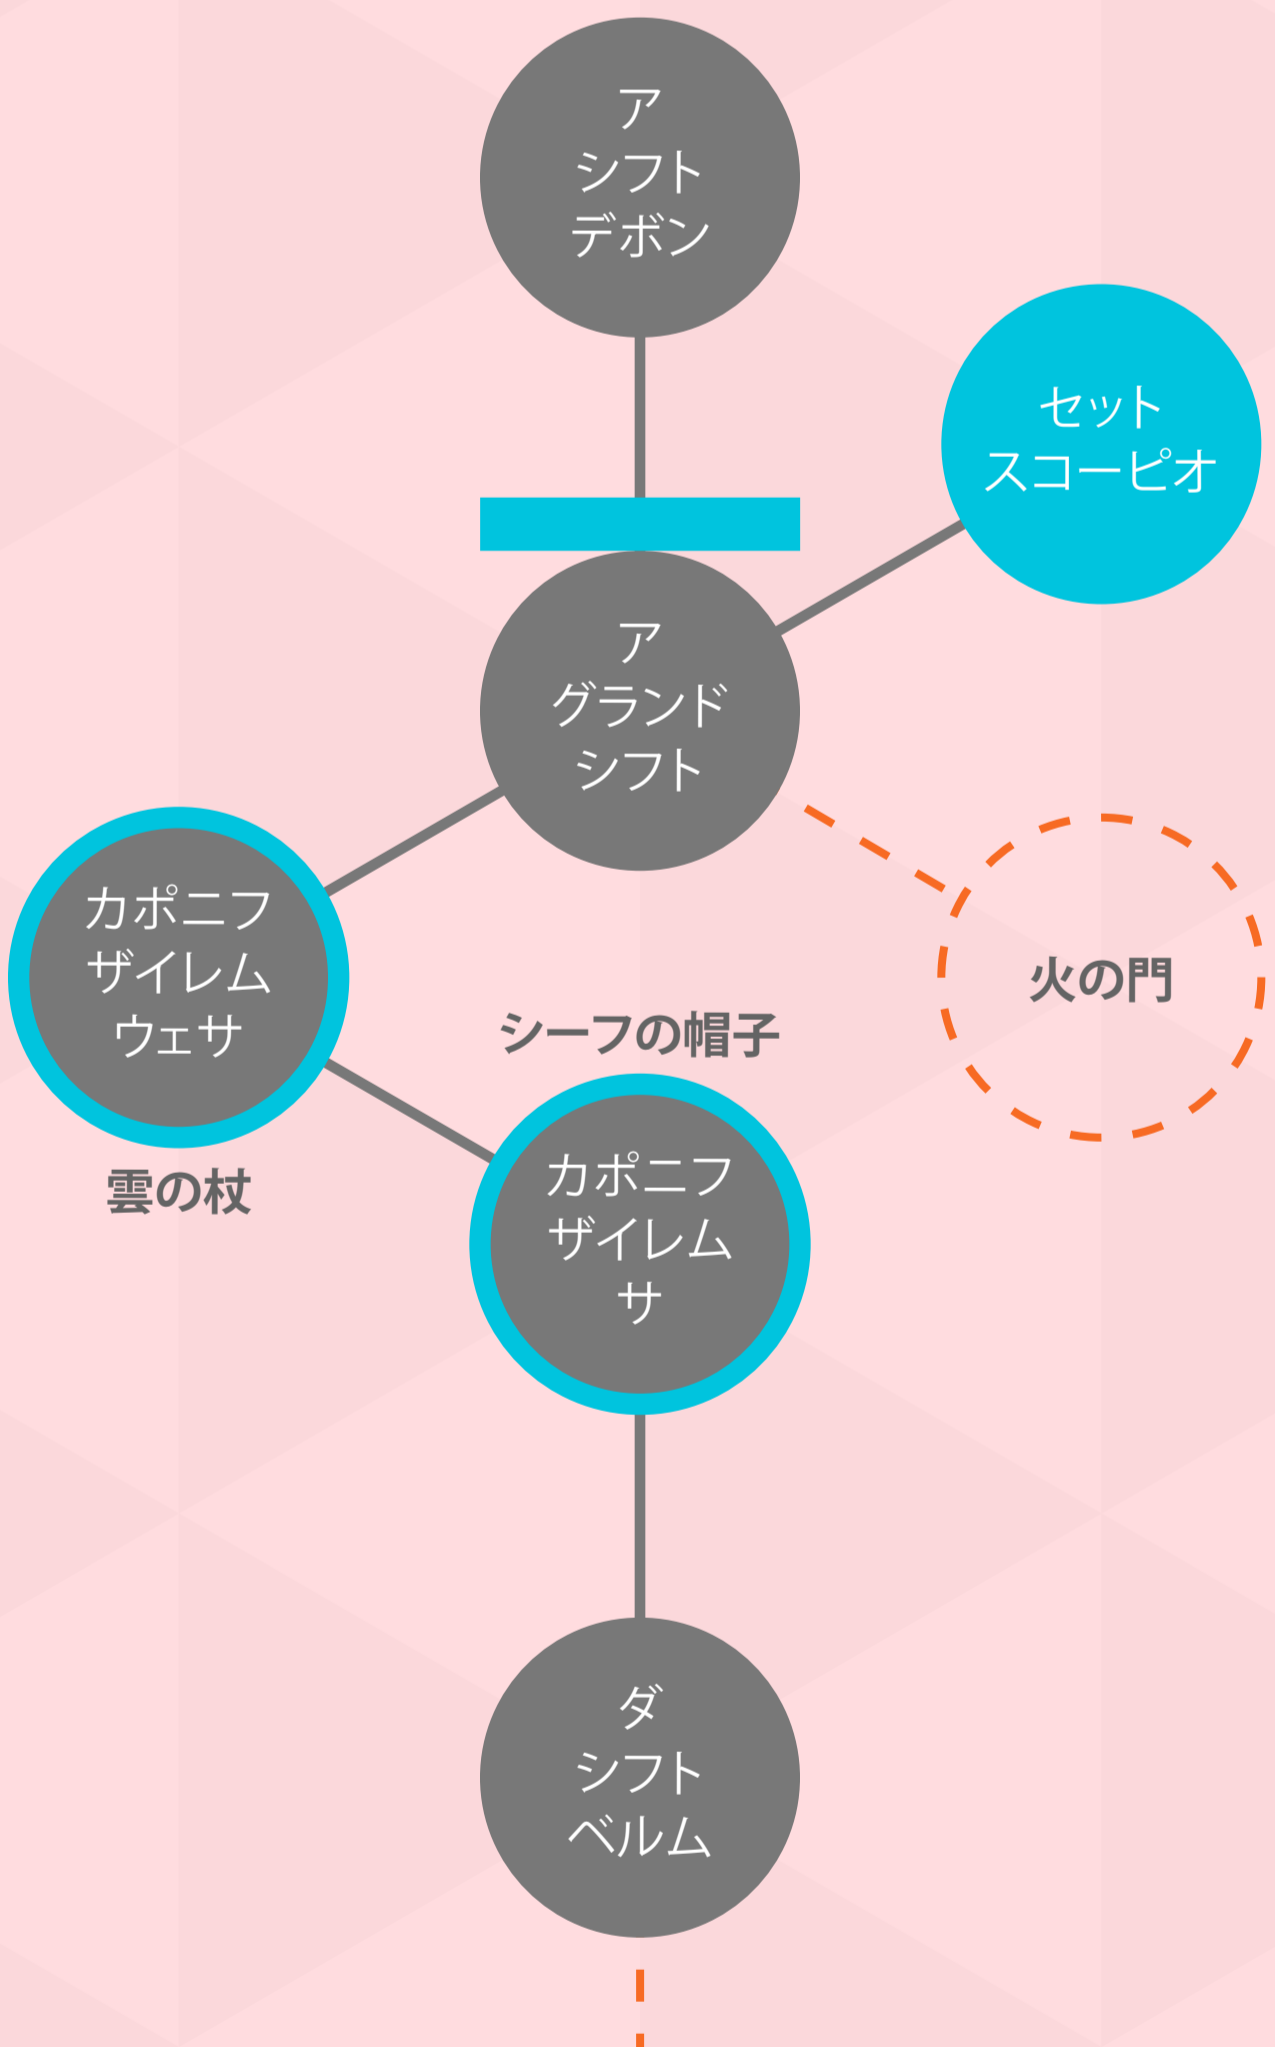 ア
シフト
デボン
セット
スコーピオ
ア
グランド
シフト
カポニフ
ザイレム
ウェサ
雲の杖
火の門
シーフの帽子
カポニフ
ザイレム
サ
ダ
シフト
ベルム